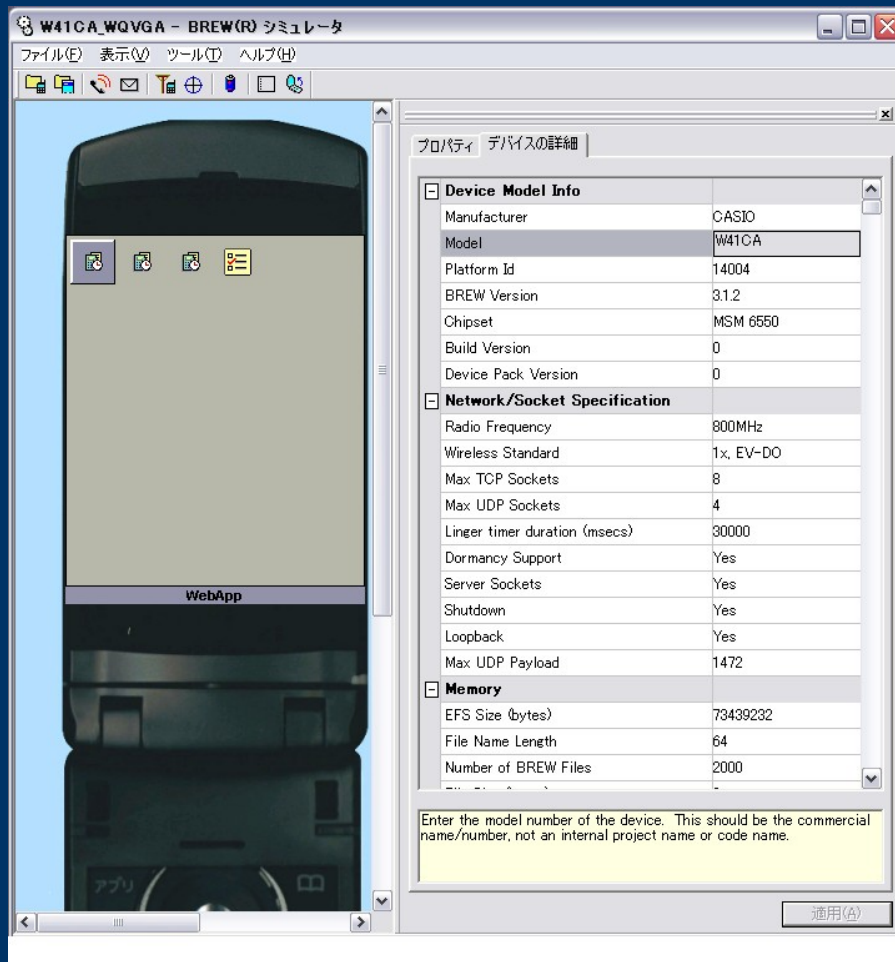 W41CA_WQVGA - BREW(R) シミュレータ
ファイル(F) 表示(V) ツール(T) ヘルプ(H)
プロパティ デバイスの詳細
Device Model Info
Manufacturer CASIO
Model W41CA
Platform Id 14004
BREW Version 3.1.2
Chipset MSM 6550
Build Version 0
Device Pack Version 0
Network/Socket Specification
Radio Frequency 800MHz
Wireless Standard 1x, EV-DO
Max TCP Sockets 8
Max UDP Sockets 4
Linger timer duration (msecs) 30000
Dormancy Support Yes
Server Sockets Yes
Shutdown Yes
Loopback Yes
Max UDP Payload 1472
Memory
EFS Size (bytes) 73439232
File Name Length 64
Number of BREW Files 2000
WebApp
アプリ
Enter the model number of the device. This should be the commercial
name/number, not an internal project name or code name.
適用(A)